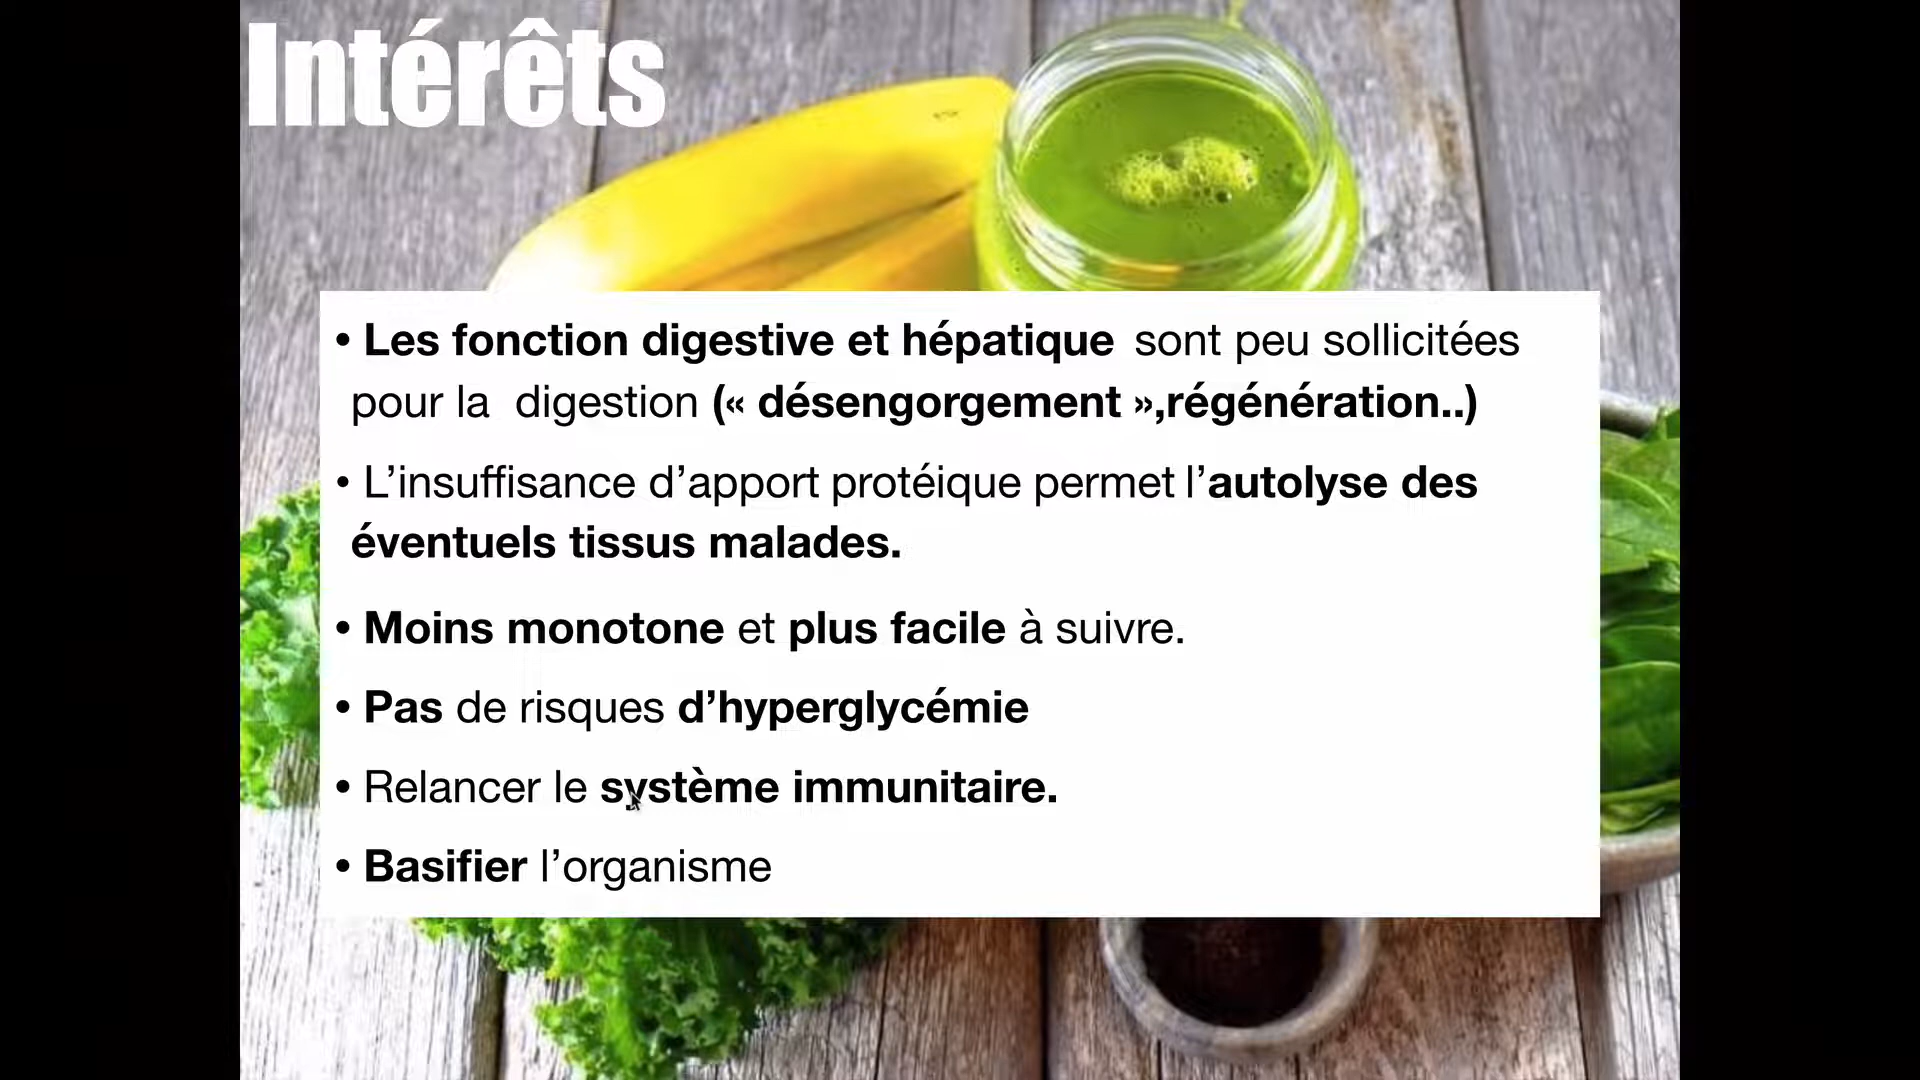 Intérêts
• Les fonction digestive et hépatique sont peu sollicitées
pour la digestion (« désengorgement »,régénération..)
• L’insuffisance d’apport protéique permet l’autolyse des
éventuels tissus malades.
• Moins monotone et plus facile à suivre.
• Pas de risques d’hyperglycémie
• Relancer le système immunitaire.
• Basifier l’organisme